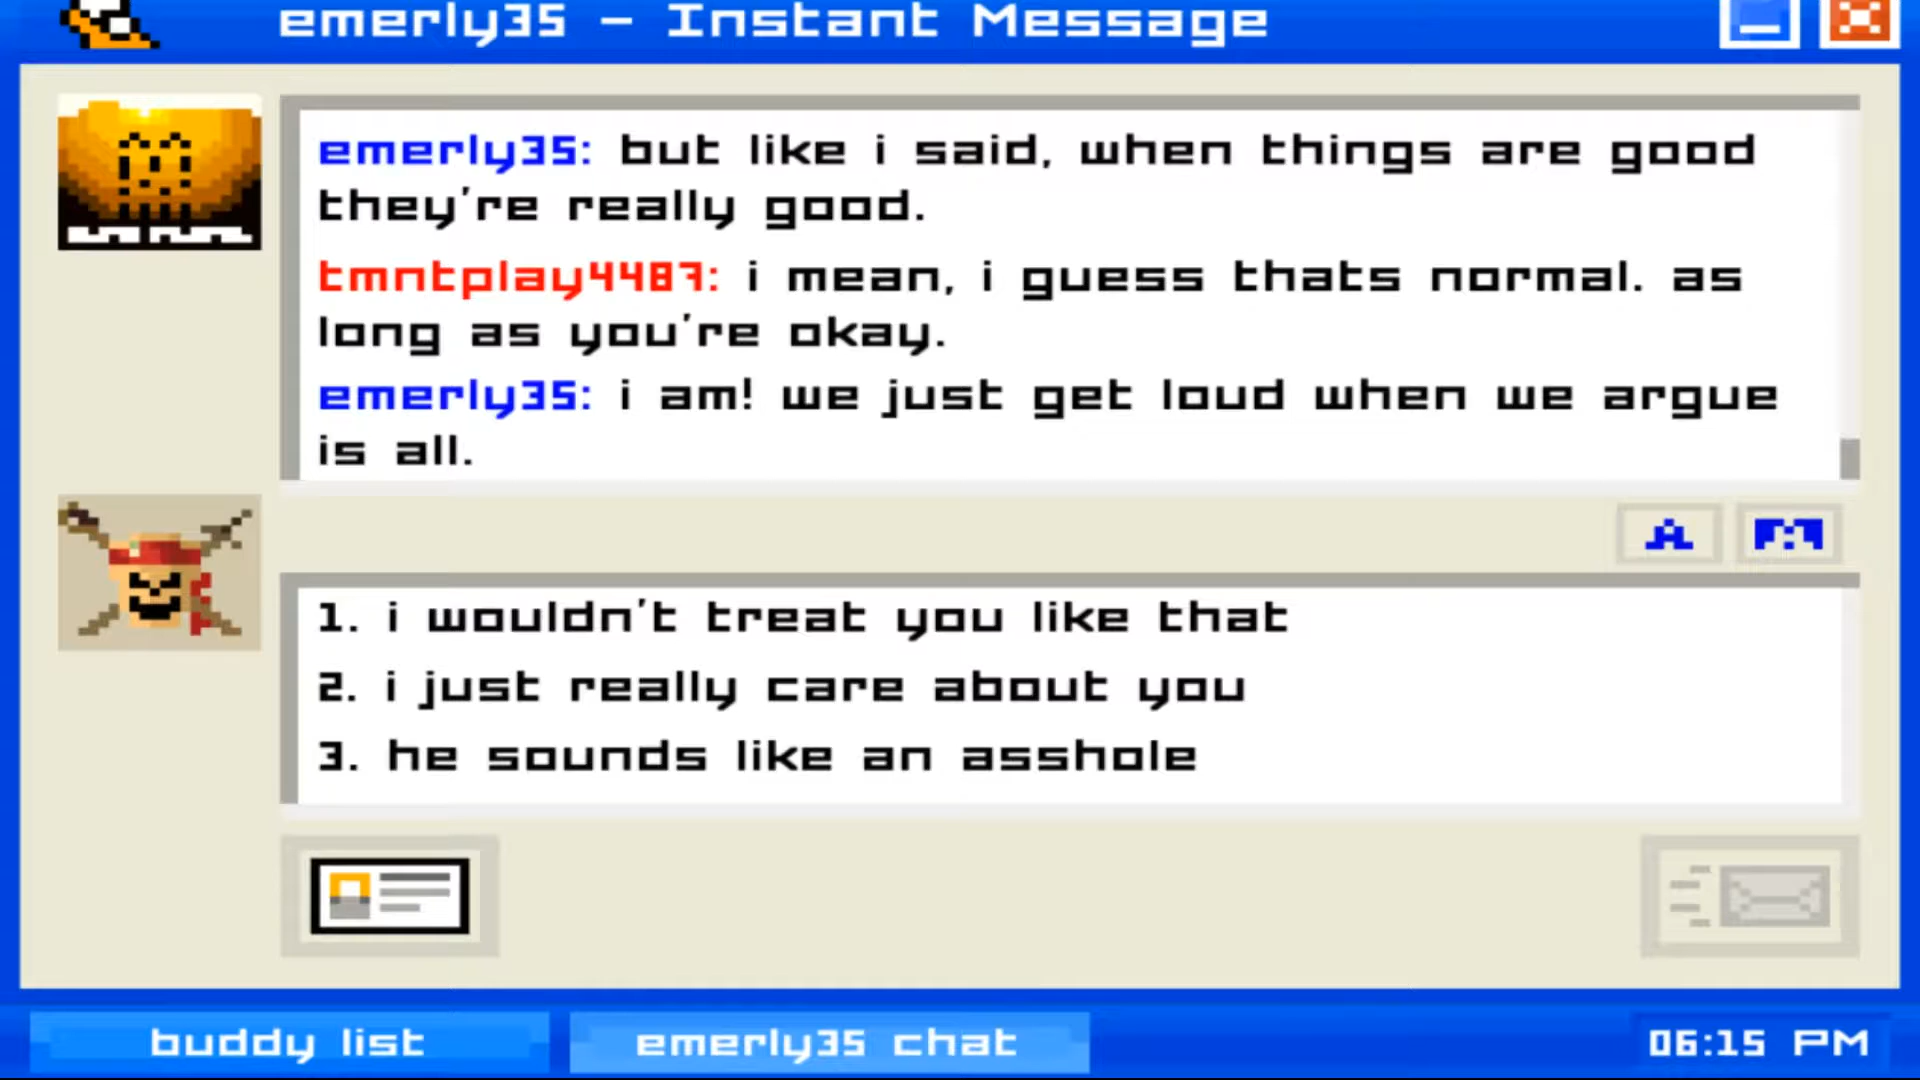 emerly35 - Instant Message
emerly35: but like i said, when things are good
they're really good.
tmntplay4487: i mean, i guess thats normal. as
long as you're okay.
emerly35: i am! we just get loud when we argue
is all.
A
1. i wouldn't treat you like that
2. i just really care about you
3. he sounds like an asshole
buddy list
emerly35 chat
06:15 PM